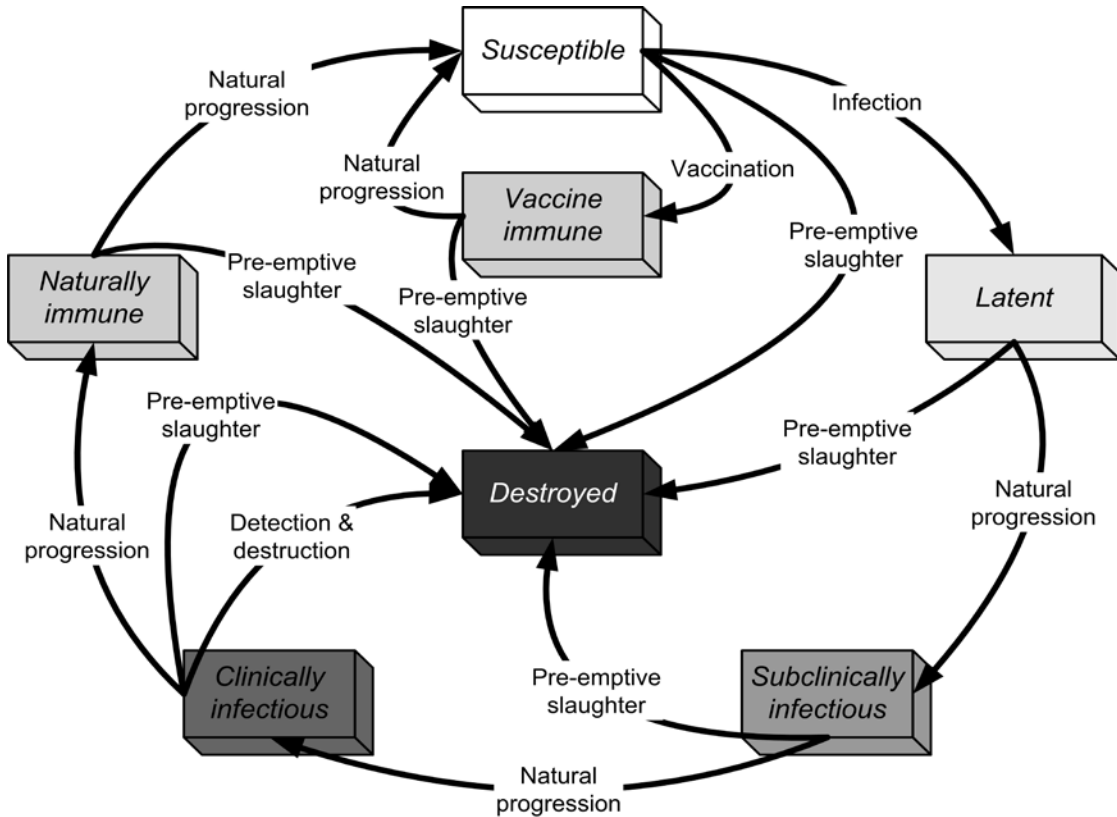 Susceptible
Natural
progression
Infection
Natural
progression
Vaccination
Vaccine
immune
Pre-emptive
slaughter
Pre-emptive
slaughter
Naturally
immune
Pre-emptive
slaughter
Latent
Pre-emptive
slaughter
Pre-emptive
slaughter
Destroyed
Natural
progression
Detection &
destruction
Natural
progression
Clinically
infectious
Pre-emptive
slaughter
Subclinically
infectious
Natural
progression